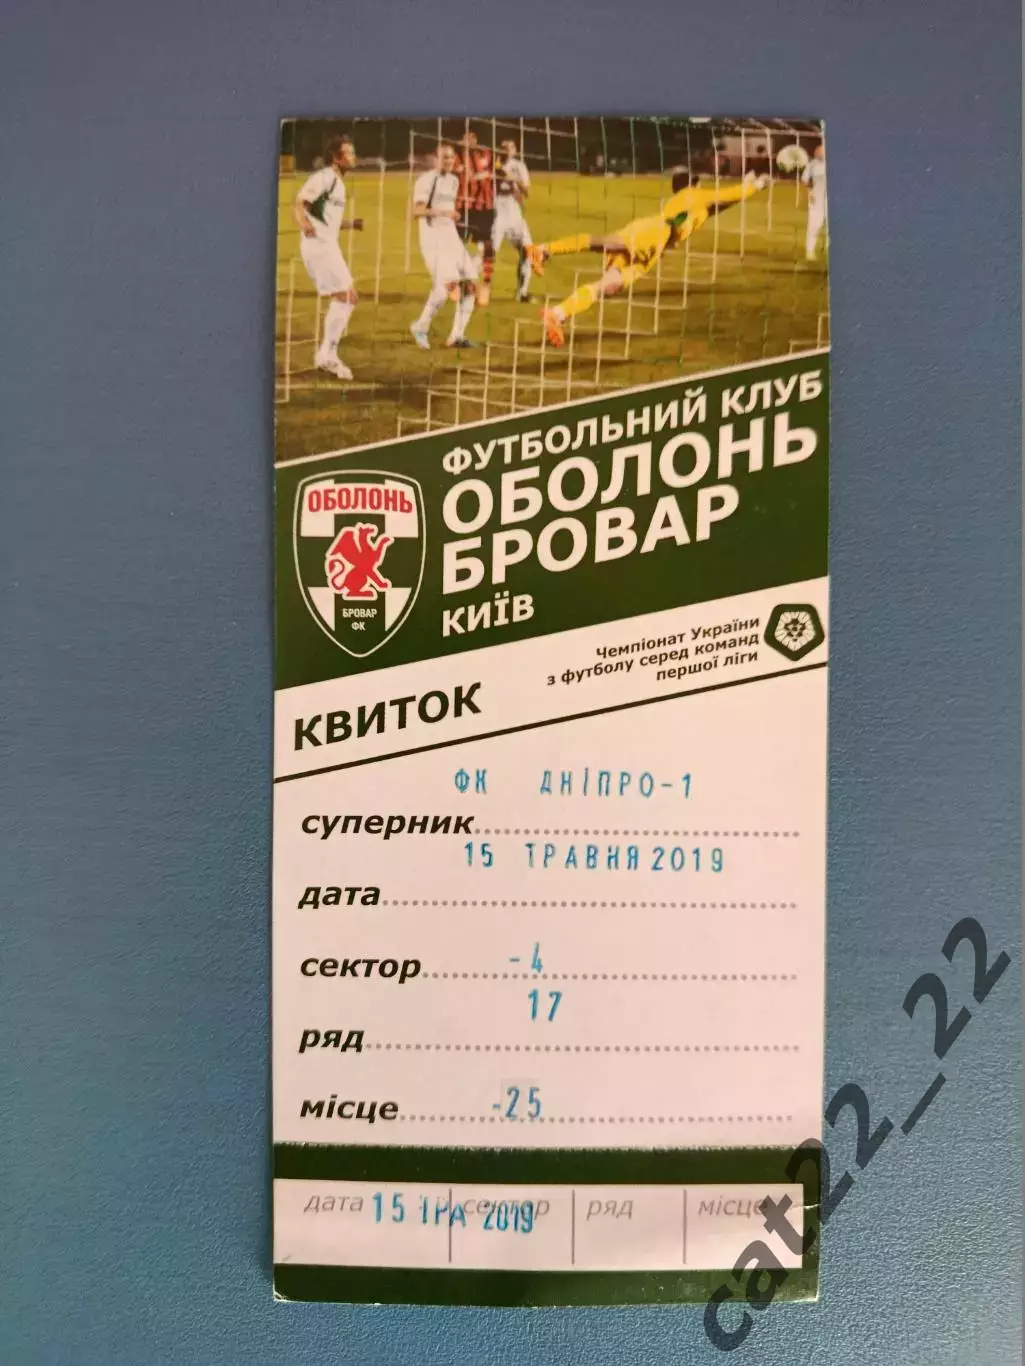 ФУТБОЛЬНИЙ КЛУБ
ОБОЛОНЬ
БРОВАР
КИЇВ
ОБОЛОНЬ
БРОВАР
ФК
Чемпіонат України
з футболу серед команд
першої ліги
КВИТОК
ФК ДНІПРО-1
суперник
15 ТРАВНЯ 2019
дата
сектор -4
17
ряд
місце -25
дата 15 ТРА 2019 сектор ряд місце
cat22_22